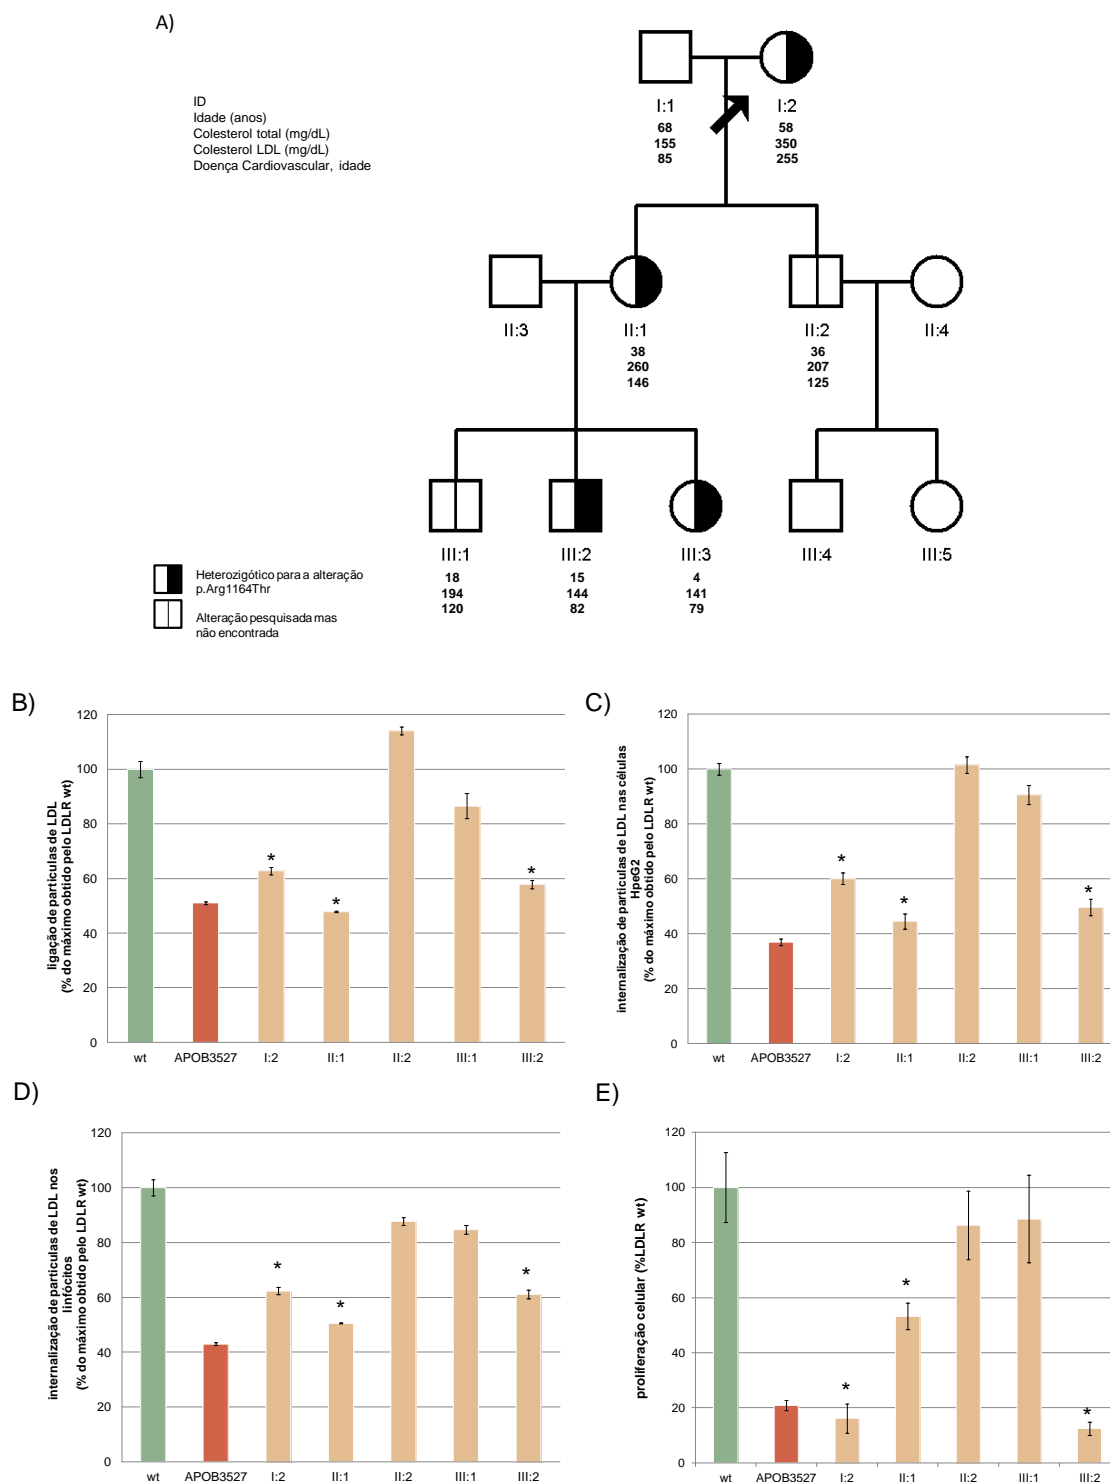 A)
ID
Idade (anos)
Colesterol total (mg/dL)
Colesterol LDL (mg/dL)
Doença Cardiovascular, idade
I:1
68
155
85
I:2
58
350
255
II:3
II:1
38
260
146
II:2
36
207
125
II:4
III:1
18
194
120
III:2
15
144
82
III:3
4
141
79
III:4
III:5
Heterozigótico para a alteração
p.Arg1164Thr
Alteração pesquisada mas
não encontrada
B)
ligação de partículas de LDL
(% do máximo obtido pelo LDLR wt)
120
100
80
60
40
20
0
* * *
wt APOB3527 I:2 II:1 II:2 III:1 III:2
C)
internalização de partículas de LDL nas células
HpeG2
(% do máximo obtido pelo LDLR wt)
120
100
80
60
40
20
0
* * *
wt APOB3527 I:2 II:1 II:2 III:1 III:2
D)
internalização de partículas de LDL nos
linfócitos
(% do máximo obtido pelo LDLR wt)
120
100
80
60
40
20
0
* * *
wt APOB3527 I:2 II:1 II:2 III:1 III:2
E)
proliferação celular (%LDLR wt)
120
100
80
60
40
20
0
* * *
wt APOB3527 I:2 II:1 II:2 III:1 III:2